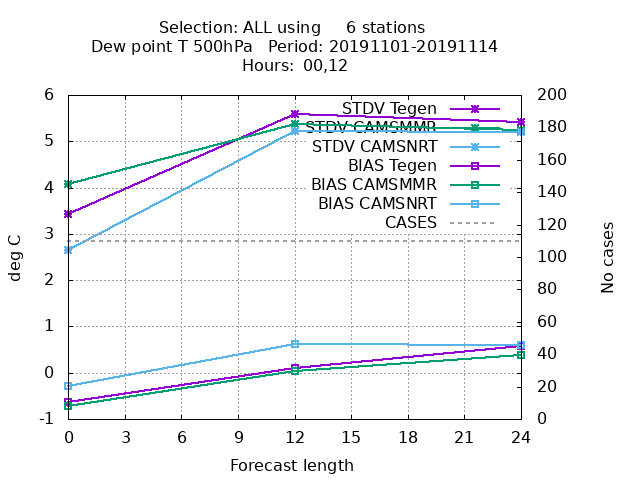 Selection: ALL using     6 stations
Dew point T 500hPa   Period: 20191101-20191114
Hours: 00,12
6
5
4
3
2
1
0
-1
200
180
160
140
120
100
80
60
40
20
0
STDV Tegen
STDV CAMSMMR
STDV CAMSNRT
BIAS Tegen
BIAS CAMSMMR
BIAS CAMSNRT
CASES
deg C
No cases
0 3 6 9 12 15 18 21 24
Forecast length